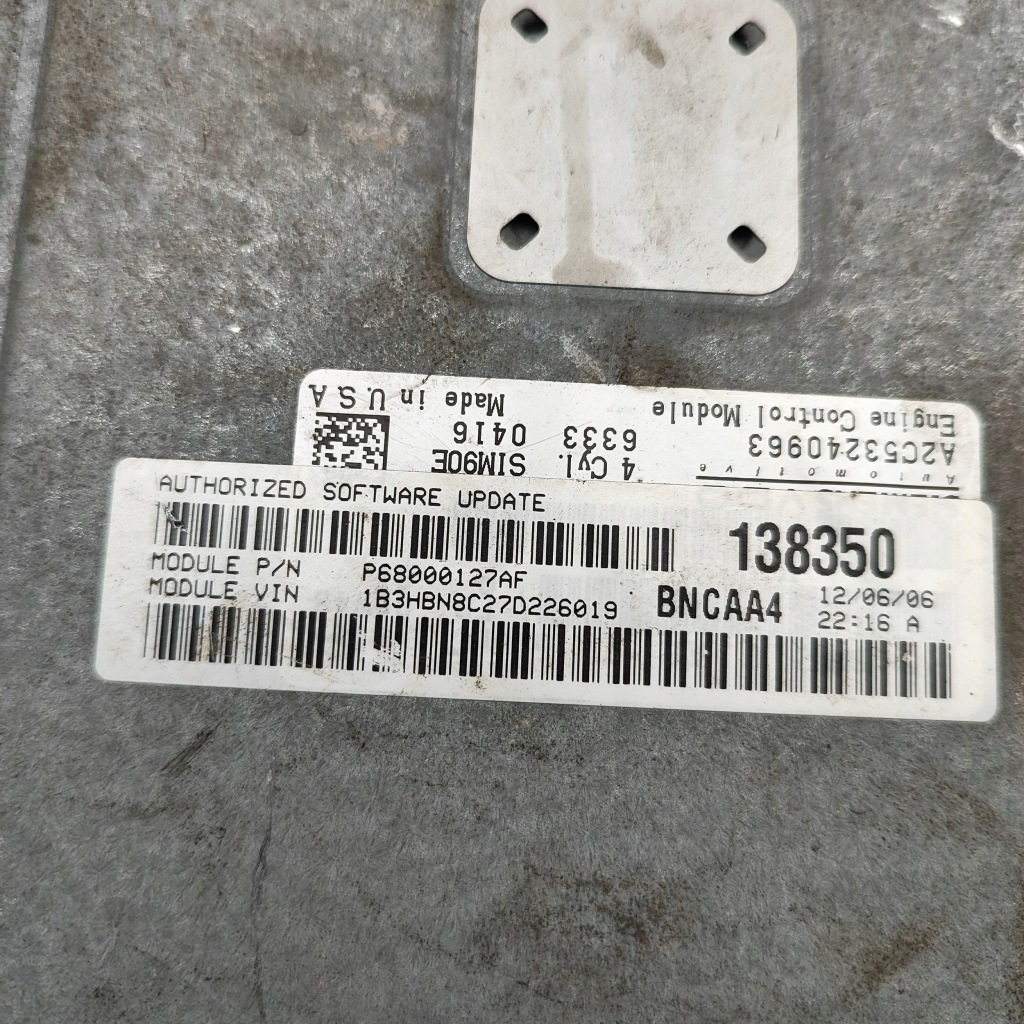 Made in U.S.A
Engine Control Module
0416
6333
A2C53240963
SIM90E
4 Cyl.
Automotive
AUTHORIZED SOFTWARE UPDATE
138350
MODULE P/N P68000127AF
MODULE VIN 1B3HBN8C27D226019 BNCAA4 12/06/06
22:16 A